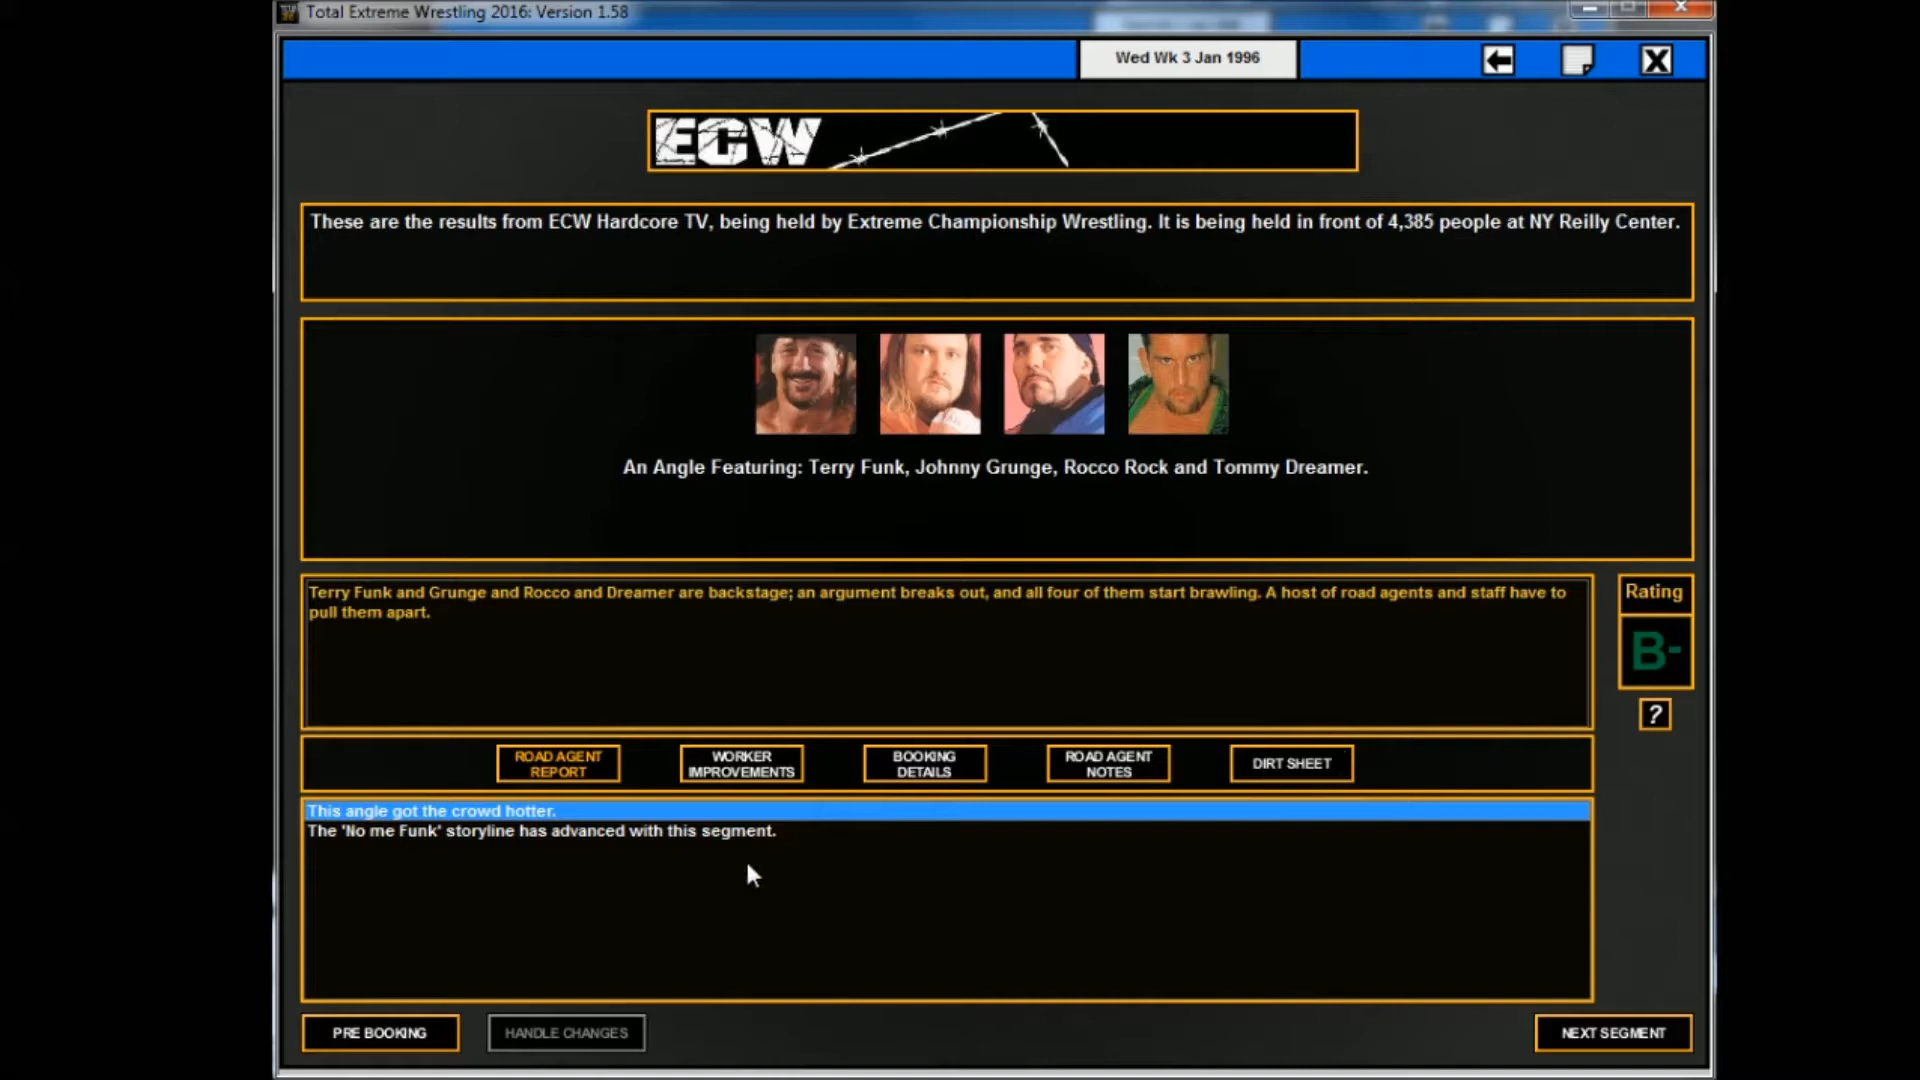 Total Extreme Wrestling 2016: Version 1.58
Wed Wk 3 Jan 1996
ECW
These are the results from ECW Hardcore TV, being held by Extreme Championship Wrestling. It is being held in front of 4,385 people at NY Reilly Center.
An Angle Featuring: Terry Funk, Johnny Grunge, Rocco Rock and Tommy Dreamer.
Terry Funk and Grunge and Rocco and Dreamer are backstage; an argument breaks out, and all four of them start brawling. A host of road agents and staff have to
pull them apart.
Rating
B-
?
ROAD AGENT
REPORT
WORKER
IMPROVEMENTS
BOOKING
DETAILS
ROAD AGENT
NOTES
DIRT SHEET
This angle got the crowd hotter.
The 'No me Funk' storyline has advanced with this segment.
PRE BOOKING
HANDLE CHANGES
NEXT SEGMENT